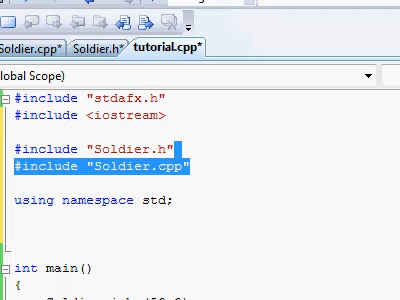 Soldier.cpp* Soldier.h* tutorial.cpp*
lobal Scope)
#include "stdafx.h"
#include <iostream>
#include "Soldier.h"
#include "Soldier.cpp"
using namespace std;
int main()
{